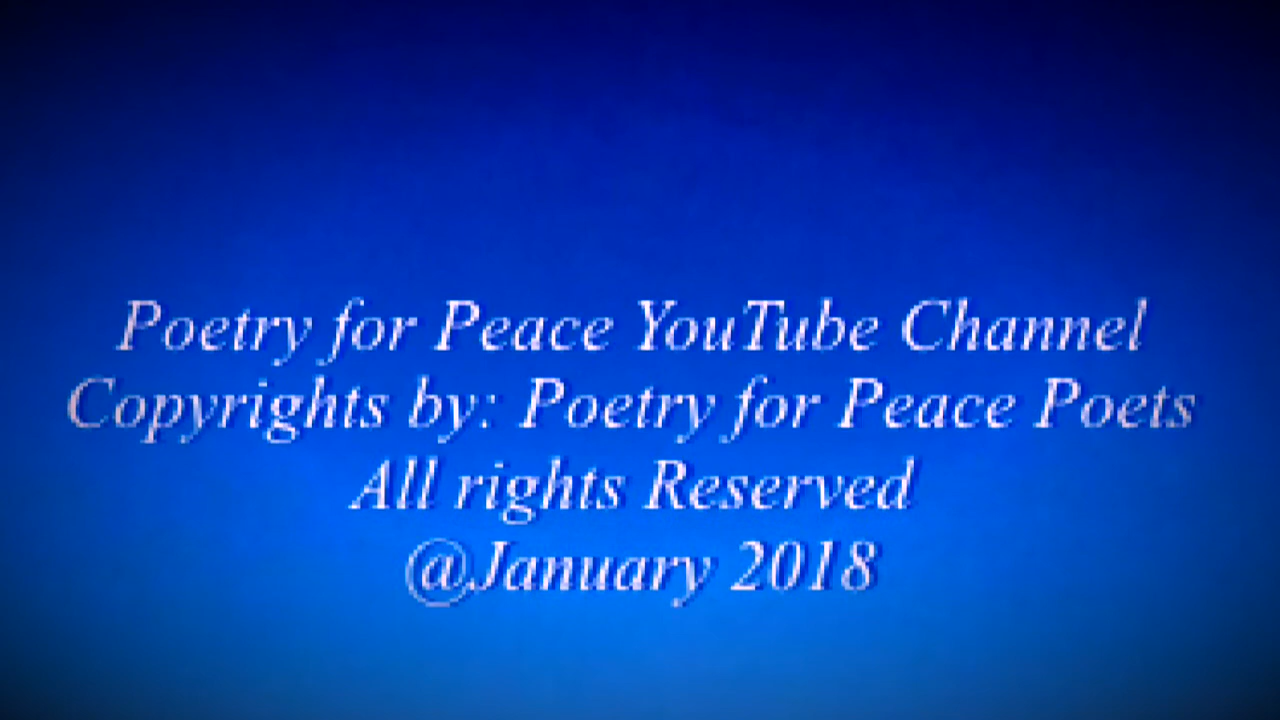 Poetry for Peace YouTube Channel
Copyrights by: Poetry for Peace Poets
All rights Reserved
@January 2018